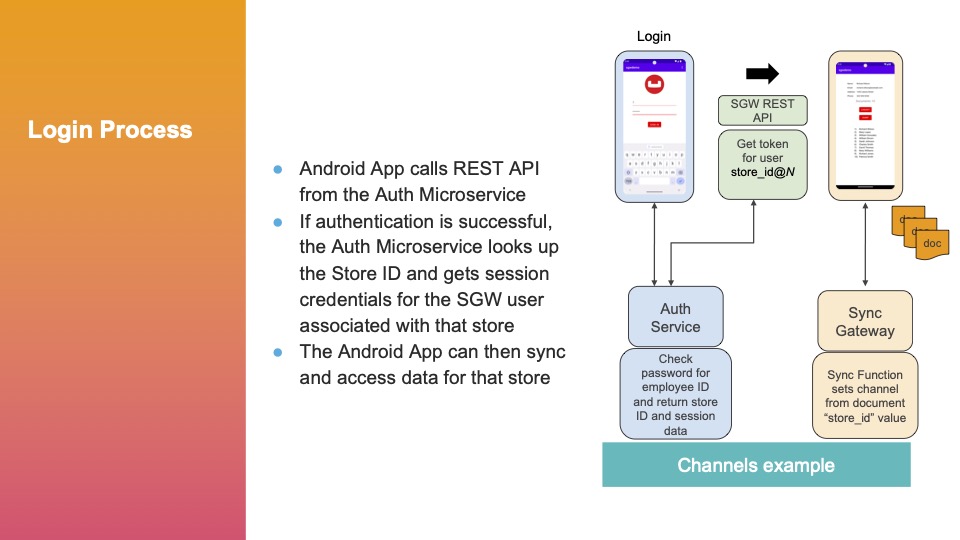 Login Process
Android App calls REST API
from the Auth Microservice
If authentication is successful,
the Auth Microservice looks up
the Store ID and gets session
credentials for the SGW user
associated with that store
The Android App can then sync
and access data for that store
Login
SGW REST
API
Get token
for user
store_id@N
doc
doc
doc
Auth
Service
Check
password for
employee ID
and return store
ID and session
data
Sync
Gateway
Sync Function
sets channel
from document
“store_id” value
Channels example